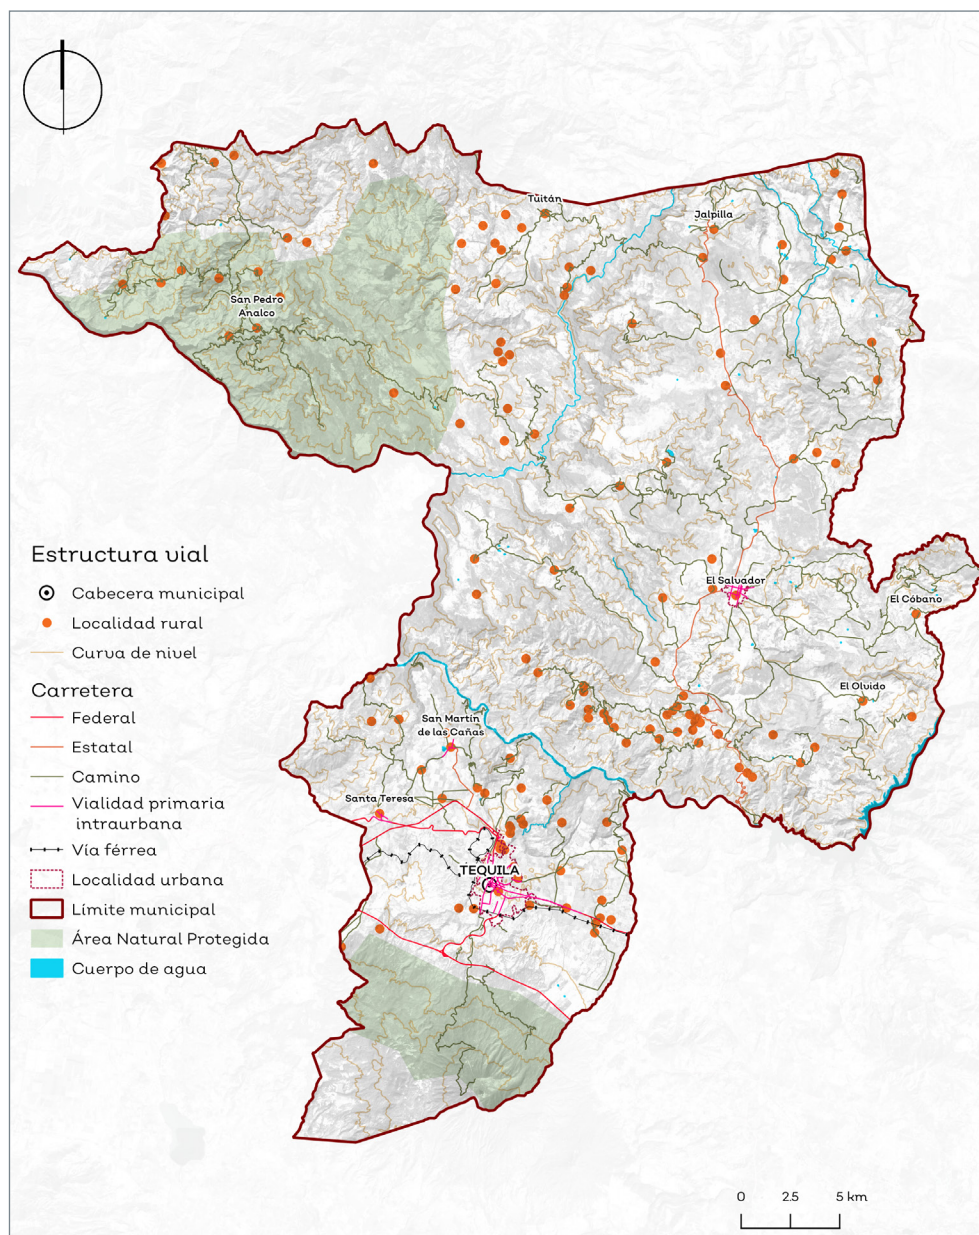 Tüitán
Jalpilla
San Pedro
Analco
El Salvador
El Cóbano
El Olvido
San Martín
de las Cañas
Santa Teresa
TEQUILA
Estructura vial
Cabecera municipal
Localidad rural
Curva de nivel
Carretera
Federal
Estatal
Camino
Vialidad primaria
intraurbana
Vía férrea
Localidad urbana
Límite municipal
Área Natural Protegida
Cuerpo de agua
0 2.5 5 km